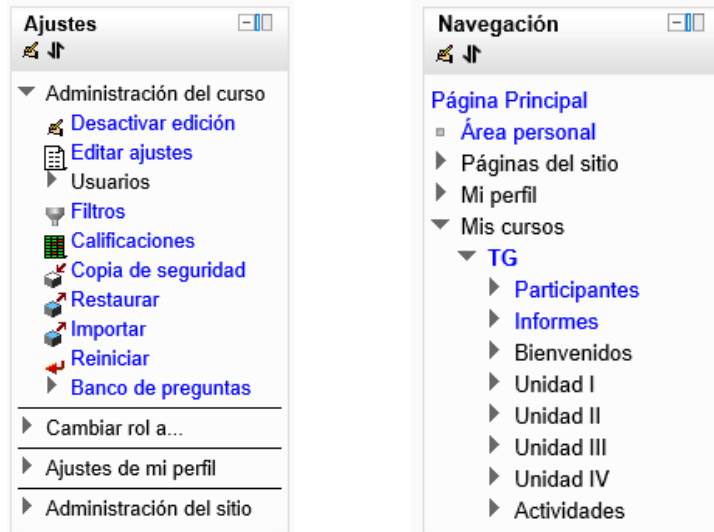 Ajustes
Administración del curso
Desactivar edición
Editar ajustes
Usuarios
Filtros
Calificaciones
Copia de seguridad
Restaurar
Importar
Reiniciar
Banco de preguntas
Cambiar rol a...
Ajustes de mi perfil
Administración del sitio
Navegación
Página Principal
Área personal
Páginas del sitio
Mi perfil
Mis cursos
TG
Participantes
Informes
Bienvenidos
Unidad I
Unidad II
Unidad III
Unidad IV
Actividades